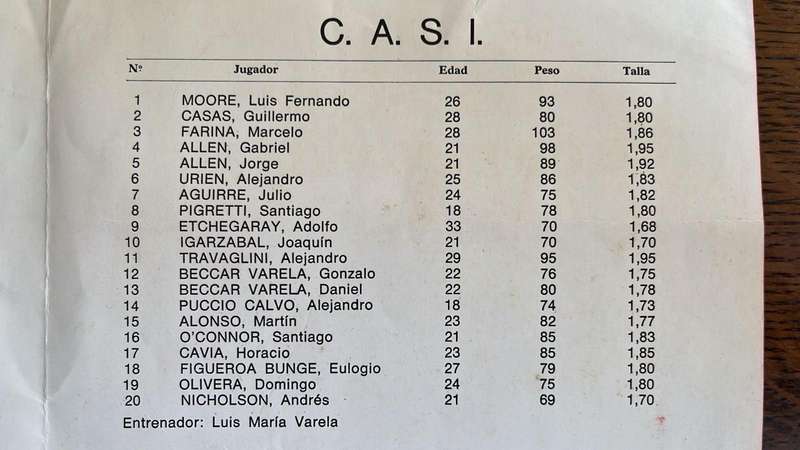 C. A. S. I.
Nº Jugador Edad Peso Talla
1 MOORE, Luis Fernando 26 93 1,80
2 CASAS, Guillermo 28 80 1,80
3 FARINA, Marcelo 28 103 1,86
4 ALLEN, Gabriel 21 98 1,95
5 ALLEN, Jorge 21 89 1,92
6 URIEN, Alejandro 25 86 1,83
7 AGUIRRE, Julio 24 75 1,82
8 PIGRETTI, Santiago 18 78 1,80
9 ETCHEGARAY, Adolfo 33 70 1,68
10 IGARZABAL, Joaquín 21 70 1,70
11 TRAVAGLINI, Alejandro 29 95 1,95
12 BECCAR VARELA, Gonzalo 22 76 1,75
13 BECCAR VARELA, Daniel 22 80 1,78
14 PUCCIO CALVO, Alejandro 18 74 1,73
15 ALONSO, Martín 23 82 1,77
16 O'CONNOR, Santiago 21 85 1,83
17 CAVIA, Horacio 23 85 1,85
18 FIGUEROA BUNGE, Eulogio 27 79 1,80
19 OLIVERA, Domingo 24 75 1,80
20 NICHOLSON, Andrés 21 69 1,70
Entrenador: Luis María Varela